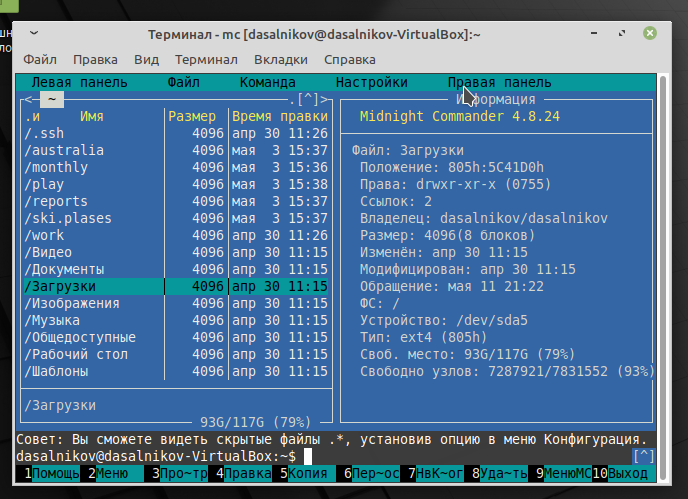 Терминал - mc [dasalnikov@dasalnikov-VirtualBox]:~
Файл Правка Вид Терминал Вкладки Справка
Левая панель Файл Команда Настройки Правая панель
<─ ~ .[^]> Информация
.и Имя Размер Время правки Midnight Commander 4.8.24
/.ssh 4096 апр 30 11:26
/australia 4096 мая 3 15:37 Файл: Загрузки
/monthly 4096 мая 3 15:36 Положение: 805h:5C41D0h
/play 4096 мая 3 15:38 Права: drwxr-xr-x (0755)
/reports 4096 мая 3 15:37 Ссылок: 2
/ski.plases 4096 мая 3 15:37 Владелец: dasalnikov/dasalnikov
/work 4096 апр 30 11:26 Размер: 4096(8 блоков)
/Видео 4096 апр 30 11:15 Изменён: апр 30 11:15
/Документы 4096 апр 30 11:15 Модифицирован: апр 30 11:15
/Загрузки 4096 апр 30 11:15 Обращение: мая 11 21:22
/Изображения 4096 апр 30 11:15 ФС: /
/Музыка 4096 апр 30 11:15 Устройство: /dev/sda5
/Общедоступные 4096 апр 30 11:15 Тип: ext4 (805h)
/Рабочий стол 4096 апр 30 11:15 Своб. место: 93G/117G (79%)
/Шаблоны 4096 апр 30 11:15 Свободно узлов: 7287921/7831552 (93%)
/Загрузки
93G/117G (79%)
Совет: Вы сможете видеть скрытые файлы .*, установив опцию в меню Конфигурация.
dasalnikov@dasalnikov-VirtualBox:~$ [^]
1Помощь 2Меню 3Про~тр 4Правка 5Копия 6Пер~ос 7НвК~ог 8Уда~ть 9МенюМС 10Выход